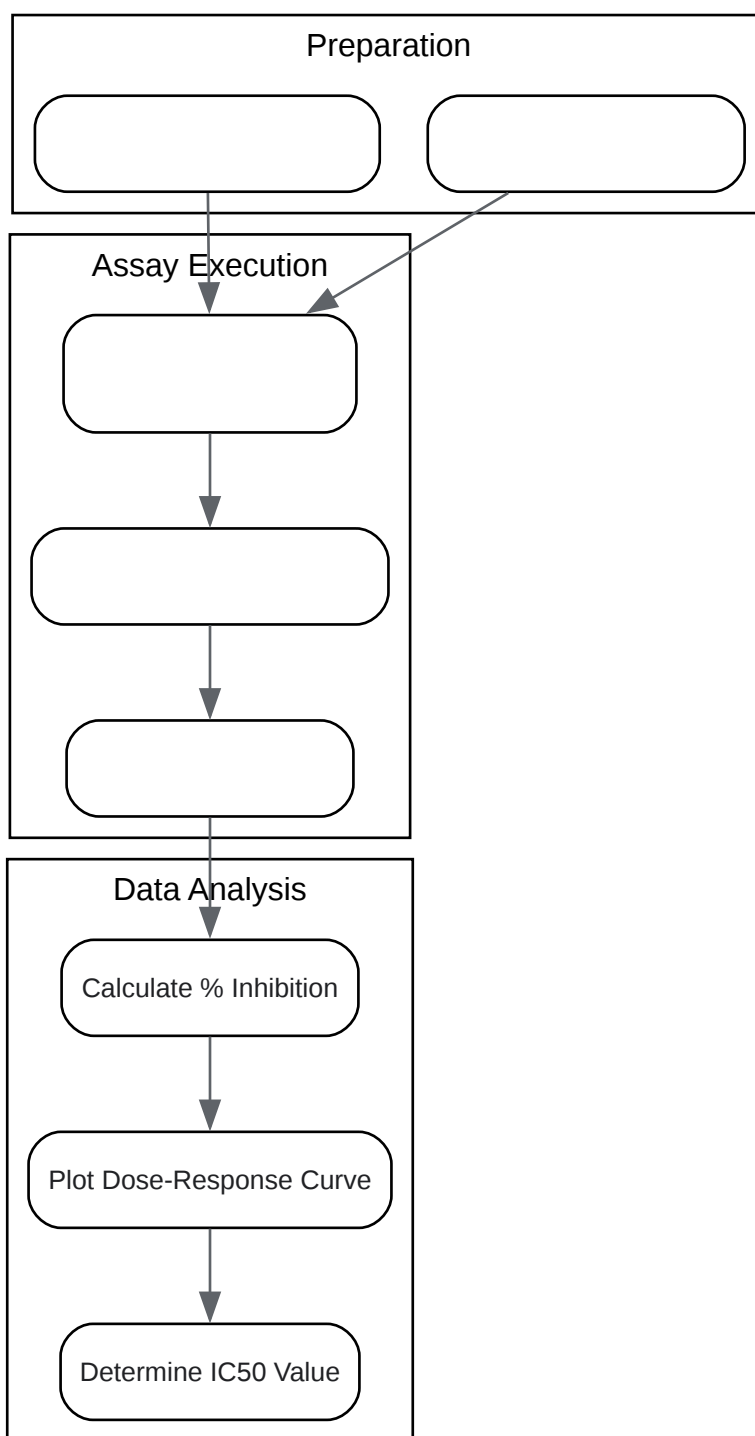 Preparation
Assay Execution
Data Analysis
Calculate % Inhibition
Plot Dose-Response Curve
Determine IC50 Value